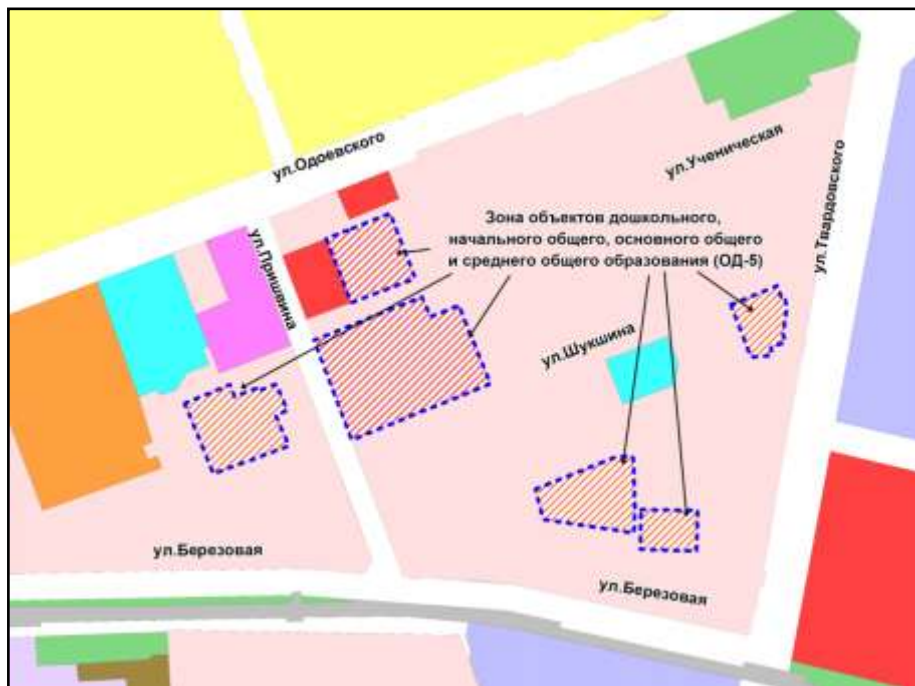 ул.Одоевского
ул.Ученическая
ул.Пришвина
Зона объектов дошкольного,
начального общего, основного общего
и среднего общего образования (ОД-5)
ул.Твардовского
ул.Шукшина
ул.Березовая
ул.Березовая